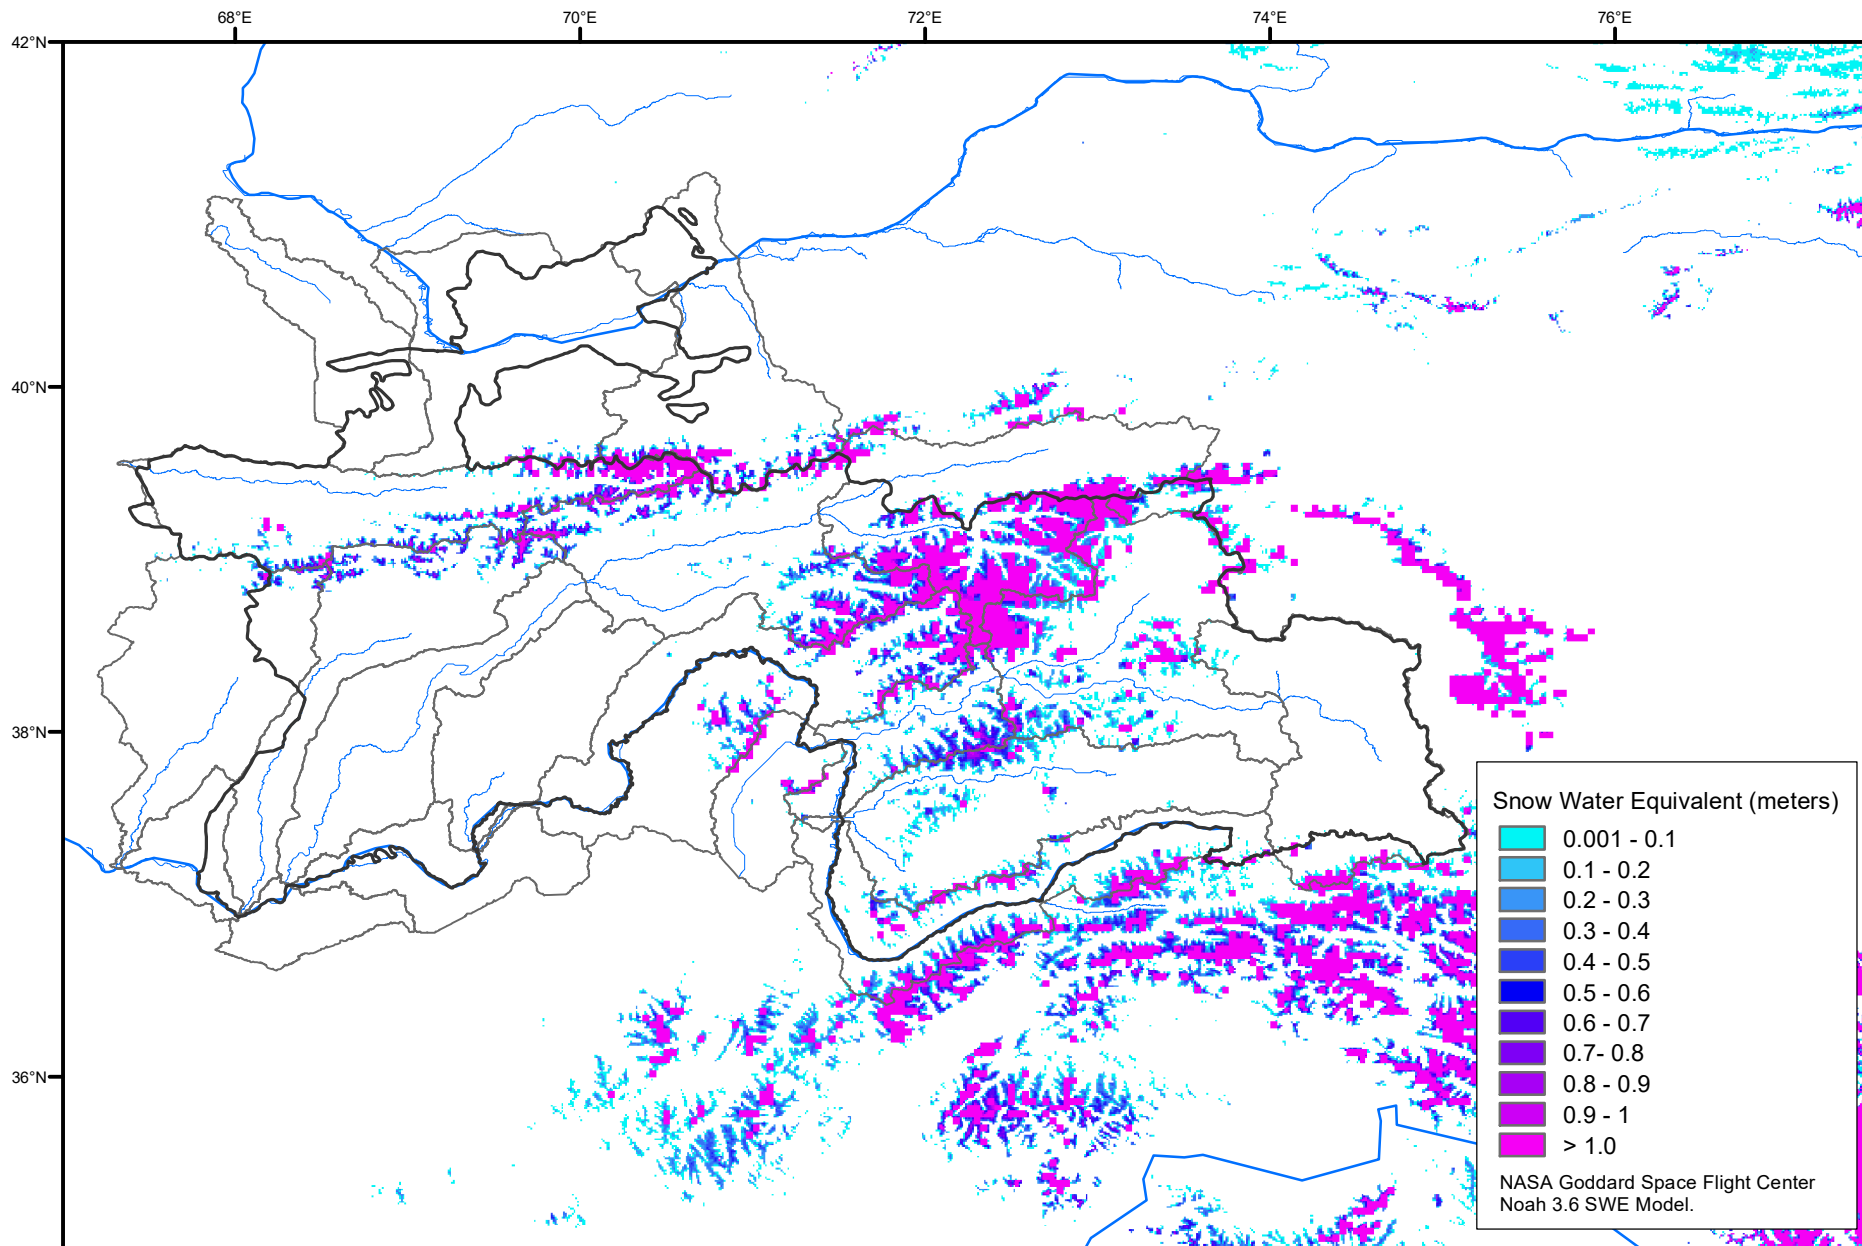 68°E
70°E
72°E
74°E
76°E
42°N
40°N
38°N
36°N
Snow Water Equivalent (meters)
0.001 - 0.1
0.1 - 0.2
0.2 - 0.3
0.3 - 0.4
0.4 - 0.5
0.5 - 0.6
0.6 - 0.7
0.7- 0.8
0.8 - 0.9
0.9 - 1
> 1.0
NASA Goddard Space Flight Center
Noah 3.6 SWE Model.